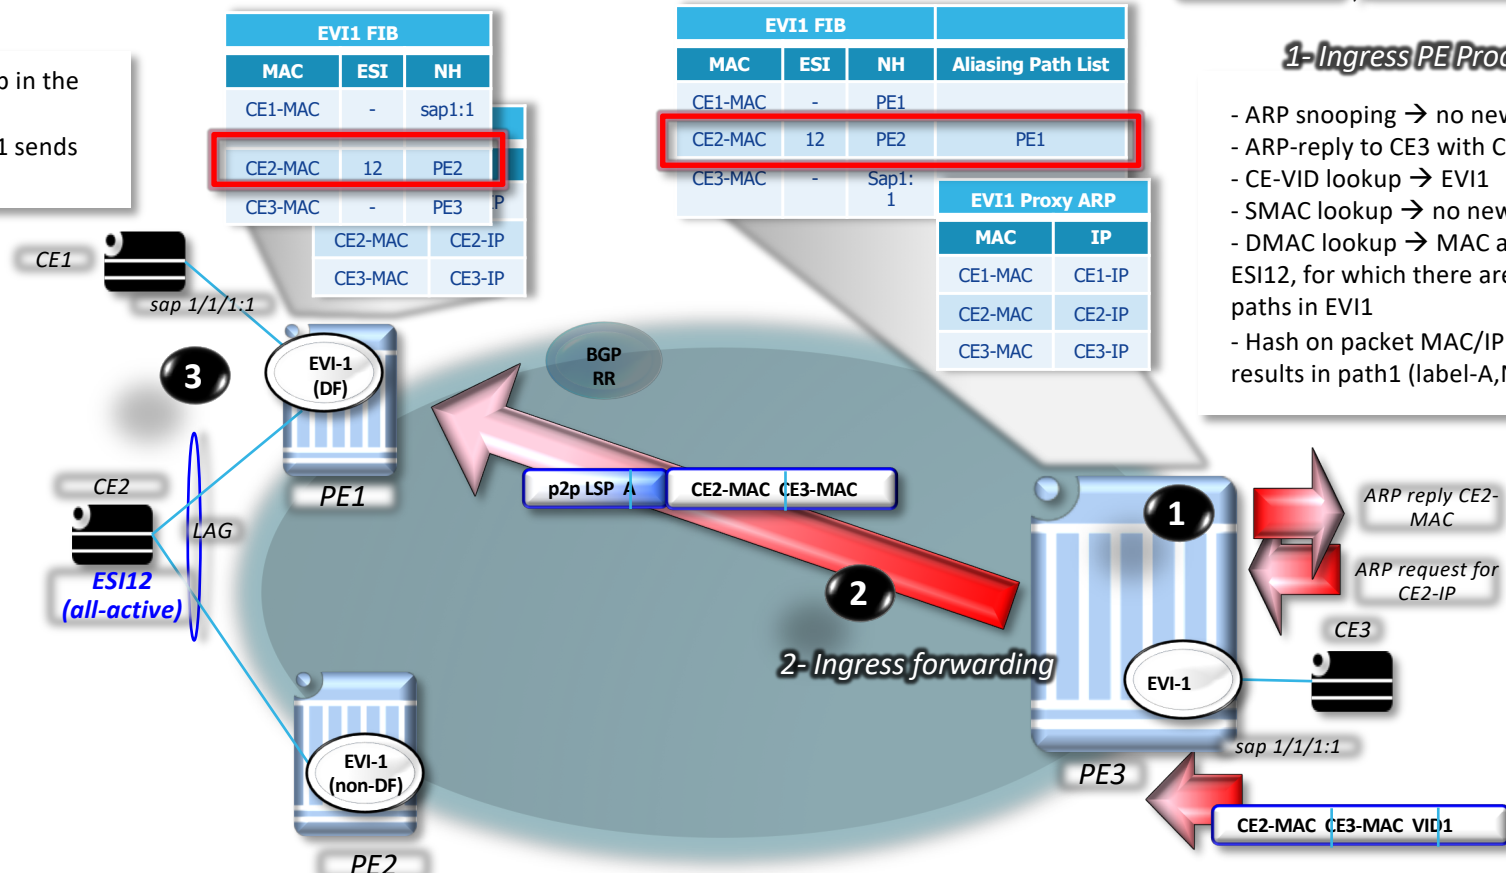 EVI1 FIB
MAC ESI NH
CE1-MAC - sap1:1
CE2-MAC 12 PE2
CE3-MAC - PE3
P
CE2-MAC CE2-IP
CE3-MAC CE3-IP
EVI1 FIB
MAC ESI NH Aliasing Path List
CE1-MAC - PE1
CE2-MAC 12 PE2 PE1
CE3-MAC - Sap1:
1
EVI1 Proxy ARP
MAC IP
CE1-MAC CE1-IP
CE2-MAC CE2-IP
CE3-MAC CE3-IP
in the
1 sends
1- Ingress PE Proc
- ARP snooping → no new
- ARP-reply to CE3 with C
- CE-VID lookup → EVI1
- SMAC lookup → no new
- DMAC lookup → MAC a
ESI12, for which there are
paths in EVI1
- Hash on packet MAC/IP
results in path1 (label-A,
CE1
sap 1/1/1:1
3
EVI-1
(DF)
PE1
BGP
RR
CE2
LAG
ESI12
(all-active)
p2p LSP A CE2-MAC CE3-MAC
2
2- Ingress forwarding
1
ARP reply CE2-
MAC
ARP request for
CE2-IP
CE3
EVI-1
sap 1/1/1:1
PE3
CE2-MAC CE3-MAC VID1
EVI-1
(non-DF)
PE2